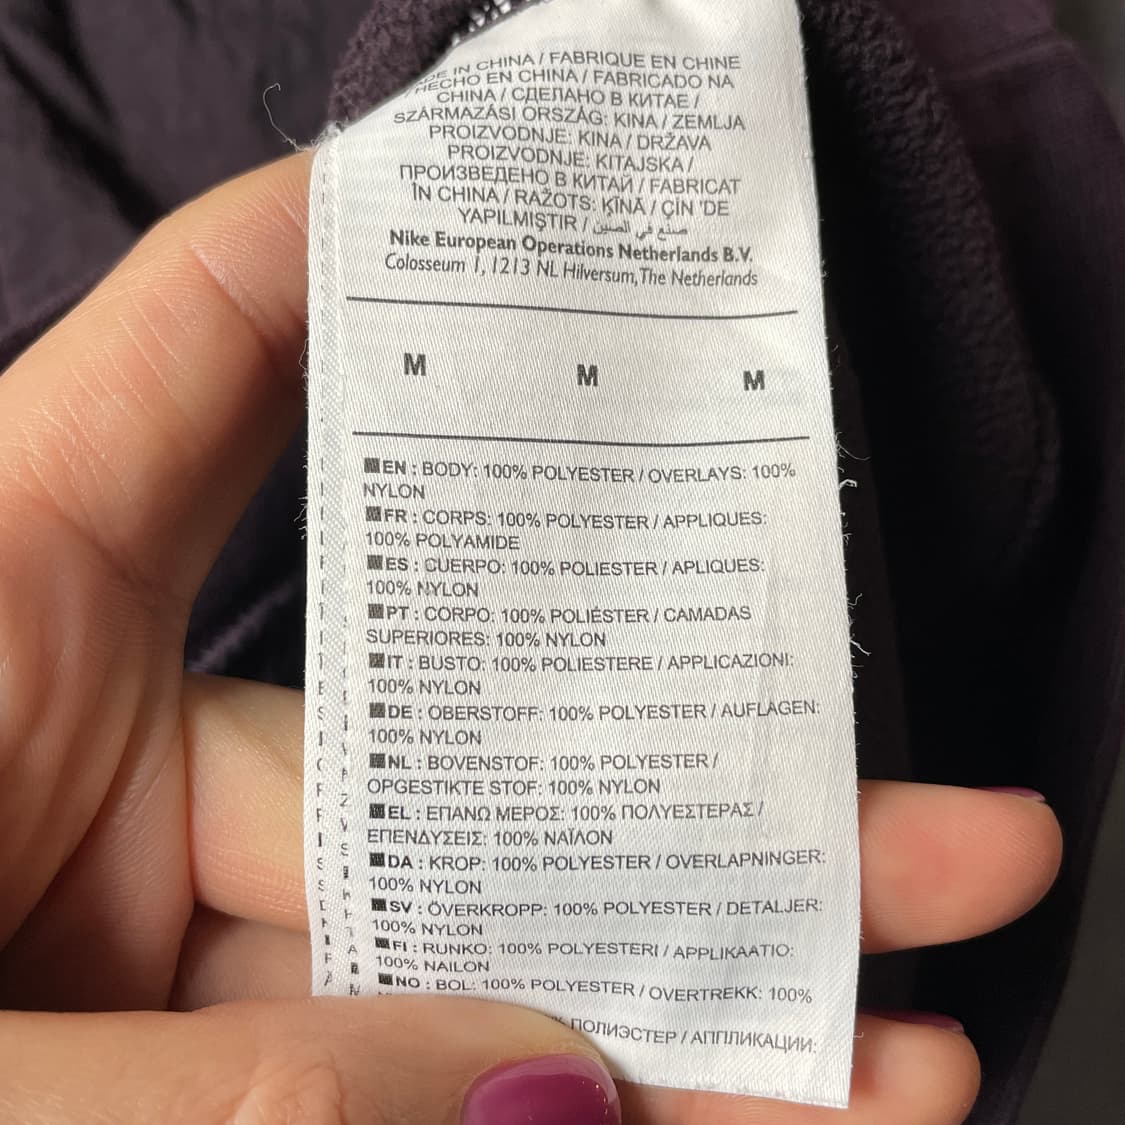 IN CHINA / FABRIQUE EN CHINE
HECHO EN CHINA / FABRICADO NA
CHINA / СДЕЛАНО В КИТАЕ /
SZÁRMAZÁSI ORSZÁG: KINA / ZEMLJA
PROIZVODNJE: KINA / DRŽAVA
PROIZVODNJE: KITAJSKA /
ПРОИЗВЕДЕНО В КИТАЙ / FABRICAT
ÎN CHINA / RAŽOTS: ĶĪNĀ / ÇİN 'DE
YAPILMIŞTIR / صنع في الصين
Nike European Operations Netherlands B.V.
Colosseum 1, 1213 NL Hilversum, The Netherlands
M M M
EN : BODY: 100% POLYESTER / OVERLAYS: 100%
NYLON
FR : CORPS: 100% POLYESTER / APPLIQUES:
100% POLYAMIDE
ES : CUERPO: 100% POLIESTER / APLIQUES:
100% NYLON
PT : CORPO: 100% POLIÉSTER / CAMADAS
SUPERIORES: 100% NYLON
IT : BUSTO: 100% POLIESTERE / APPLICAZIONI:
100% NYLON
DE : OBERSTOFF: 100% POLYESTER / AUFLAGEN:
100% NYLON
NL : BOVENSTOF: 100% POLYESTER /
OPGESTIKTE STOF: 100% NYLON
EL : ΕΠΑΝΩ ΜΕΡΟΣ: 100% ΠΟΛΥΕΣΤΕΡΑΣ /
ΕΠΕΝΔΥΣΕΙΣ: 100% ΝΑΪΛΟΝ
DA : KROP: 100% POLYESTER / OVERLAPNINGER:
100% NYLON
SV : ÖVERKROPP: 100% POLYESTER / DETALJER:
100% NYLON
FI : RUNKO: 100% POLYESTERI / APPLIKAATIO:
100% NAILON
NO : BOL: 100% POLYESTER / OVERTREKK: 100%
ПОЛИЭСТЕР / АППЛИКАЦИИ: